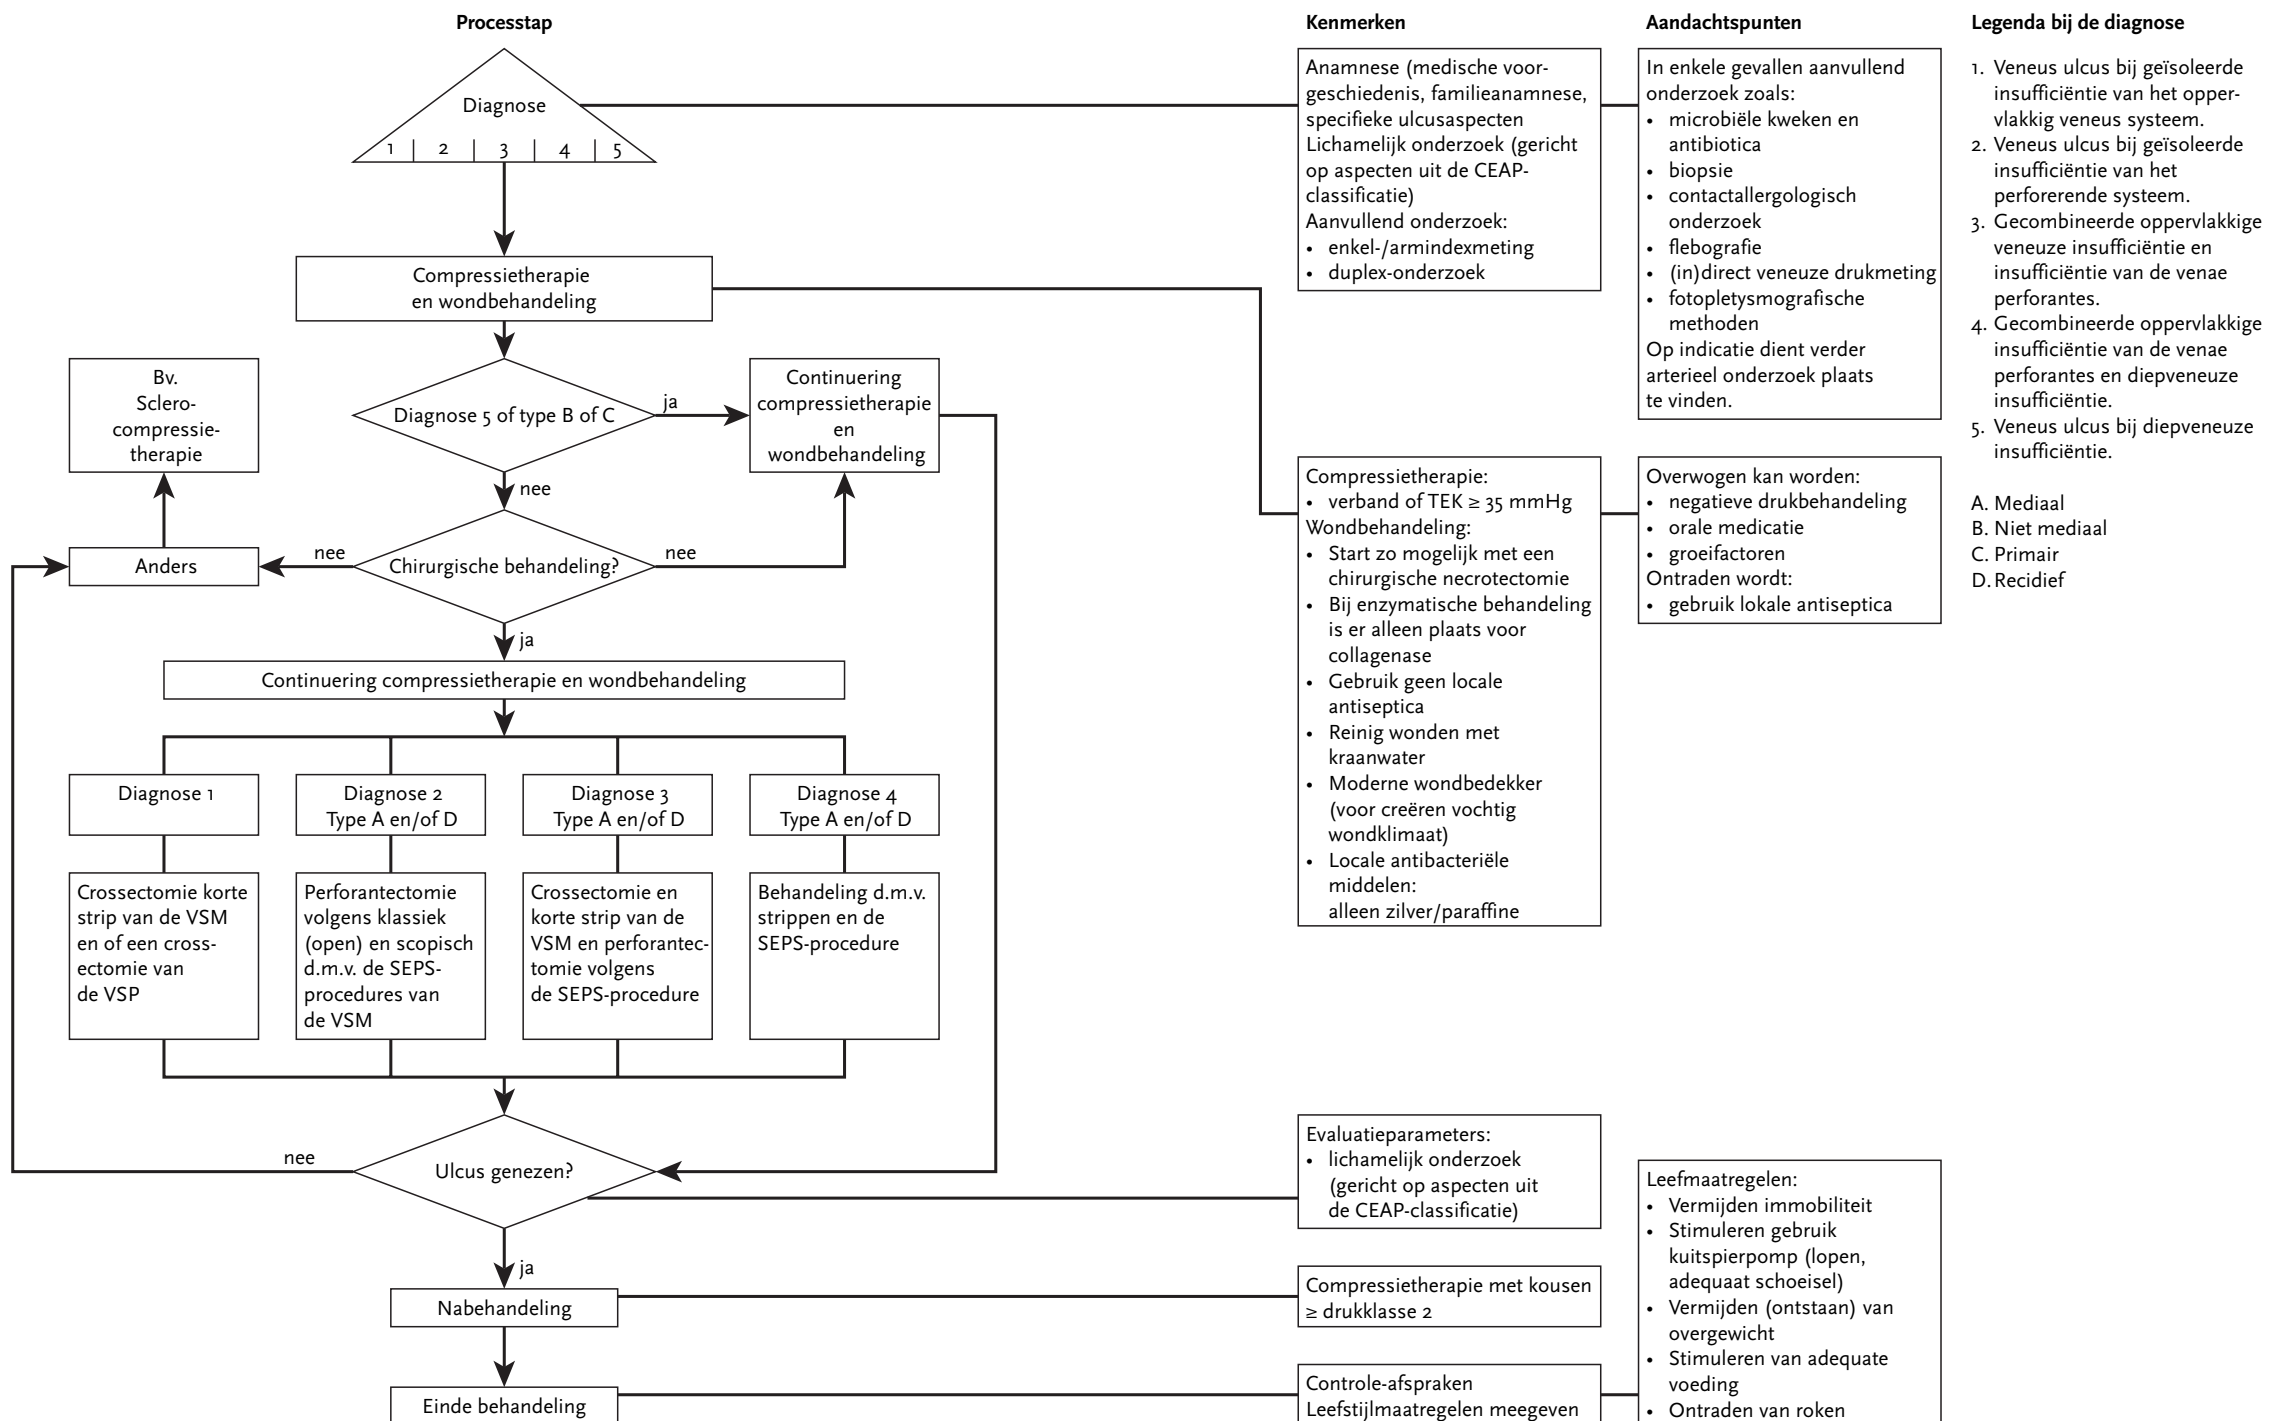 Processtap
Kenmerken
Aandachtspunten
Legenda bij de diagnose
Diagnose
1 2 3 4 5
Compressietherapie
en wondbehandeling
Diagnose 5 of type B of C
ja
nee
Continuering
compressietherapie
en
wondbehandeling
Bv.
Sclero-
compressie-
therapie
Anders
nee
Chirurgische behandeling?
nee
ja
Continuering compressietherapie en wondbehandeling
Diagnose 1
Diagnose 2
Type A en/of D
Diagnose 3
Type A en/of D
Diagnose 4
Type A en/of D
Crossectomie korte
strip van de VSM
en of een cross-
ectomie van
de VSP
Perforantectomie
volgens klassiek
(open) en scopisch
d.m.v. de SEPS-
procedures van
de VSM
Crossectomie en
korte strip van de
VSM en perforantec-
tomie volgens
de SEPS-procedure
Behandeling d.m.v.
strippen en de
SEPS-procedure
nee
Ulcus genezen?
ja
Nabehandeling
Einde behandeling
Anamnese (medische voor-
geschiedenis, familieanamnese,
specifieke ulcusaspecten
Lichamelijk onderzoek (gericht
op aspecten uit de CEAP-
classificatie)
Aanvullend onderzoek:
• enkel-/armindexmeting
• duplex-onderzoek
Compressietherapie:
• verband of TEK ≥ 35 mmHg
Wondbehandeling:
• Start zo mogelijk met een
chirurgische necrotectomie
• Bij enzymatische behandeling
is er alleen plaats voor
collagenase
• Gebruik geen locale
antiseptica
• Reinig wonden met
kraanwater
• Moderne wondbedekker
(voor creëren vochtig
wondklimaat)
• Locale antibacteriële
middelen:
alleen zilver/paraffine
Evaluatieparameters:
• lichamelijk onderzoek
(gericht op aspecten uit
de CEAP-classificatie)
Compressietherapie met kousen
≥ drukklasse 2
Controle-afspraken
Leefstijlmaatregelen meegeven
In enkele gevallen aanvullend
onderzoek zoals:
• microbiële kweken en
antibiotica
• biopsie
• contactallergologisch
onderzoek
• flebografie
• (in)direct veneuze drukmeting
• fotopletysmografische
methoden
Op indicatie dient verder
arterieel onderzoek plaats
te vinden.
Overwogen kan worden:
• negatieve drukbehandeling
• orale medicatie
• groeifactoren
Ontraden wordt:
• gebruik lokale antiseptica
Leefmaatregelen:
• Vermijden immobiliteit
• Stimuleren gebruik
kuitspierpomp (lopen,
adequaat schoeisel)
• Vermijden (ontstaan) van
overgewicht
• Stimuleren van adequate
voeding
• Ontraden van roken
1. Veneus ulcus bij geïsoleerde
insufficiëntie van het opper-
vlakkig veneus systeem.
2. Veneus ulcus bij geïsoleerde
insufficiëntie van het
perforerende systeem.
3. Gecombineerde oppervlakkige
veneuze insufficiëntie en
insufficiëntie van de venae
perforantes.
4. Gecombineerde oppervlakkige
insufficiëntie van de venae
perforantes en diepveneuze
insufficiëntie.
5. Veneus ulcus bij diepveneuze
insufficiëntie.
A. Mediaal
B. Niet mediaal
C. Primair
D. Recidief